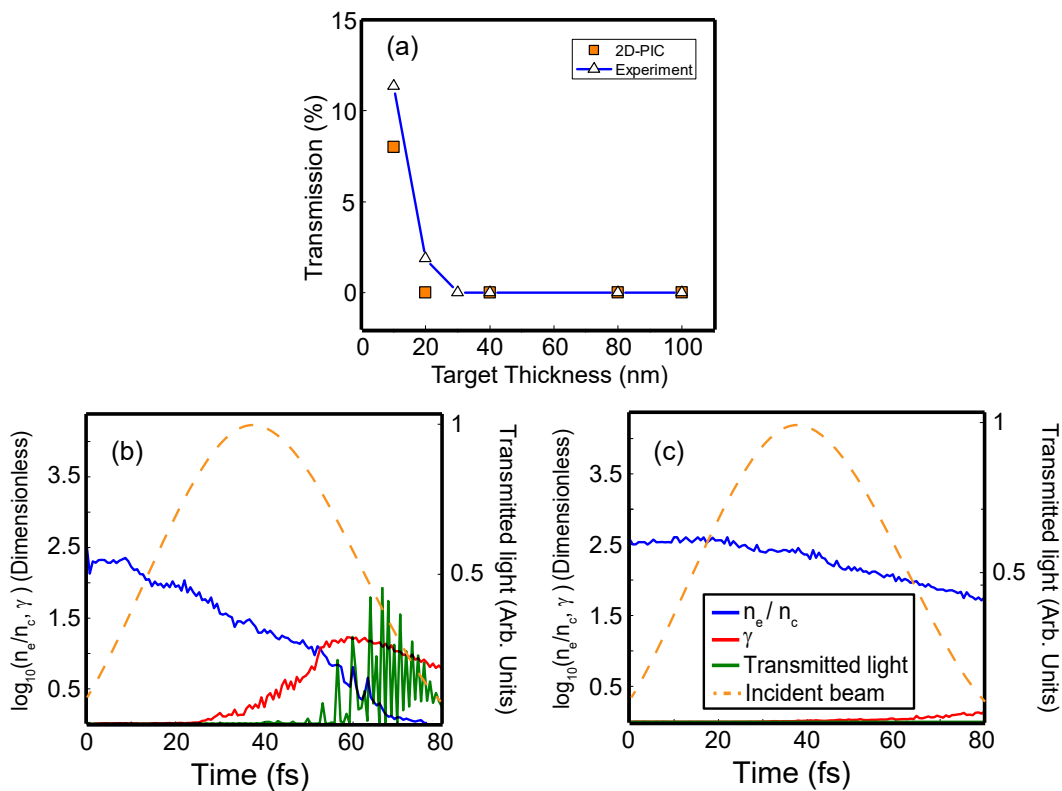 (a)
15
10
5
0
Transmission (%)
2D-PIC
Experiment
0 20 40 60 80 100
Target Thickness (nm)
(b)
log₁₀(nₑ/n꜀, γ) (Dimensionless)
3.5
2.5
1.5
0.5
1
0.5
Transmitted light (Arb. Units)
0 20 40 60 80
Time (fs)
(c)
log₁₀(nₑ/n꜀, γ) (Dimensionless)
3.5
2.5
1.5
0.5
1
0.5
Transmitted light (Arb. Units)
nₑ / n꜀
γ
Transmitted light
Incident beam
0 20 40 60 80
Time (fs)